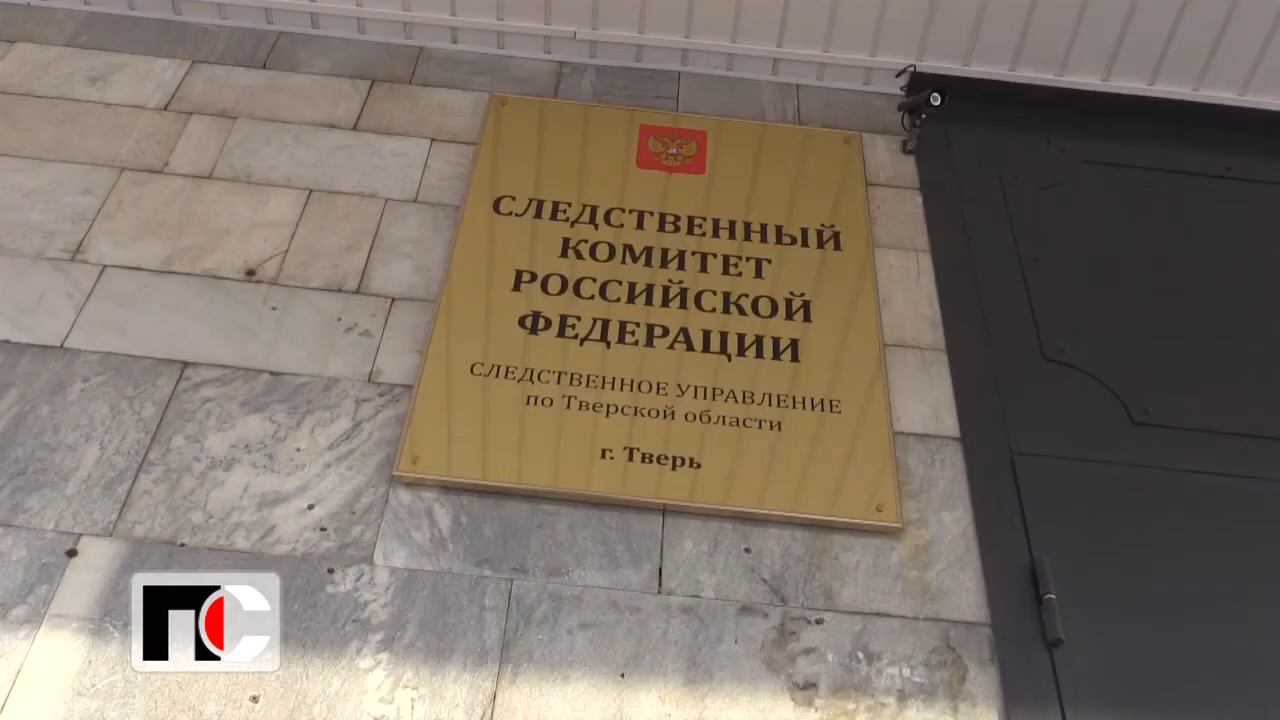 СЛЕДСТВЕННЫЙ
КОМИТЕТ
РОССИЙСКОЙ
ФЕДЕРАЦИИ
СЛЕДСТВЕННОЕ УПРАВЛЕНИЕ
по Тверской области
г. Тверь
ПС